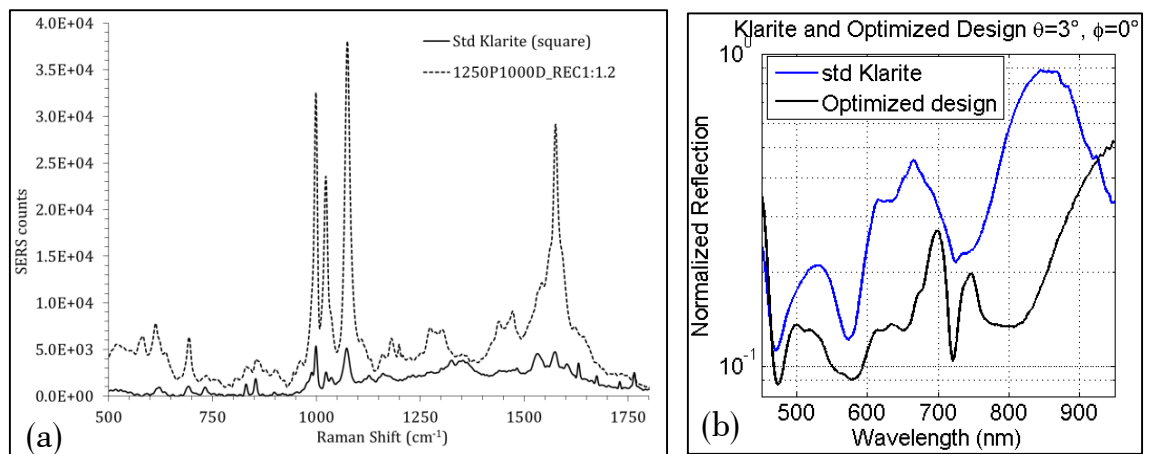 4.0E+04
3.5E+04
3.0E+04
2.5E+04
2.0E+04
1.5E+04
1.0E+04
5.0E+03
0.0E+00
SERS counts
Std Klarite (square)
1250P1000D_REC1:1.2
500 750 1000 1250 1500 1750
Raman Shift (cm⁻¹)
(a)
Klarite and Optimized Design θ=3°, ϕ=0°
10⁰
std Klarite
Optimized design
Normalized Reflection
10⁻¹
500 600 700 800 900
Wavelength (nm)
(b)